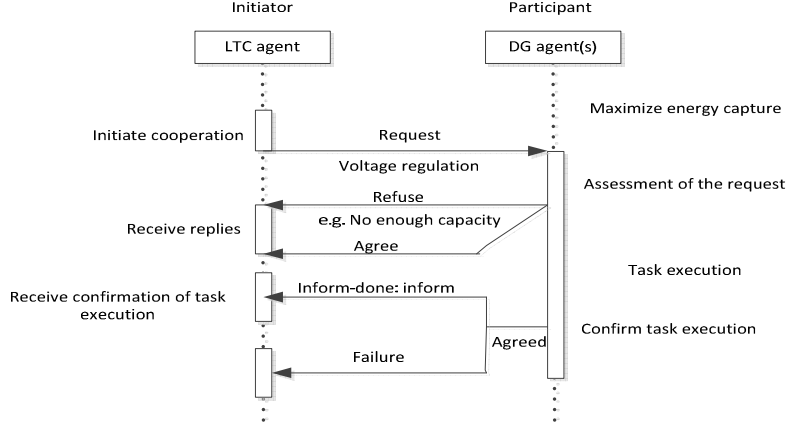 Initiator
Participant
LTC agent
DG agent(s)
Maximize energy capture
Initiate cooperation
Request
Voltage regulation
Assessment of the request
Refuse
e.g. No enough capacity
Receive replies
Agree
Task execution
Inform-done: inform
Receive confirmation of task
execution
Confirm task execution
Agreed
Failure